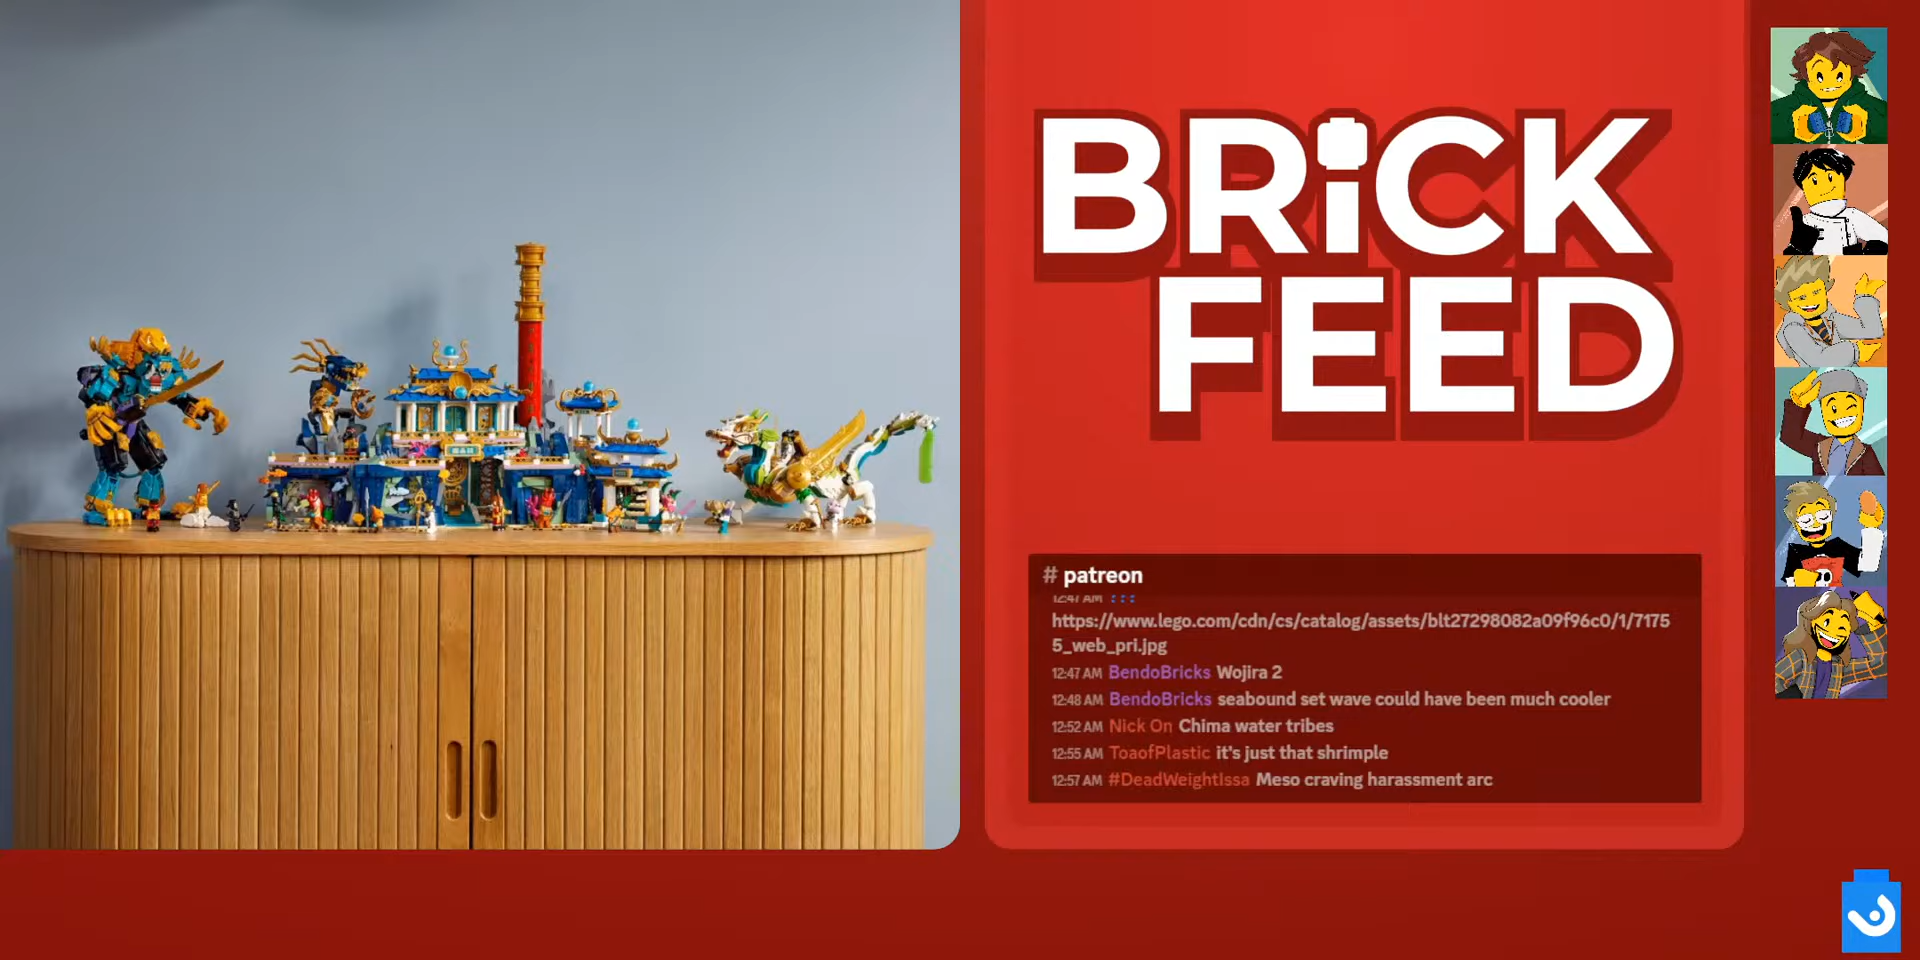 BRiCK
FEED
# patreon
12:47 AM
https://www.lego.com/cdn/cs/catalog/assets/blt27298082a09f96c0/1/7175
5_web_pri.jpg
12:47 AM BendoBricks Wojira 2
12:48 AM BendoBricks seabound set wave could have been much cooler
12:52 AM Nick On Chima water tribes
12:55 AM ToaofPlastic it's just that shrimple
12:57 AM #DeadWeightIssa Meso craving harassment arc